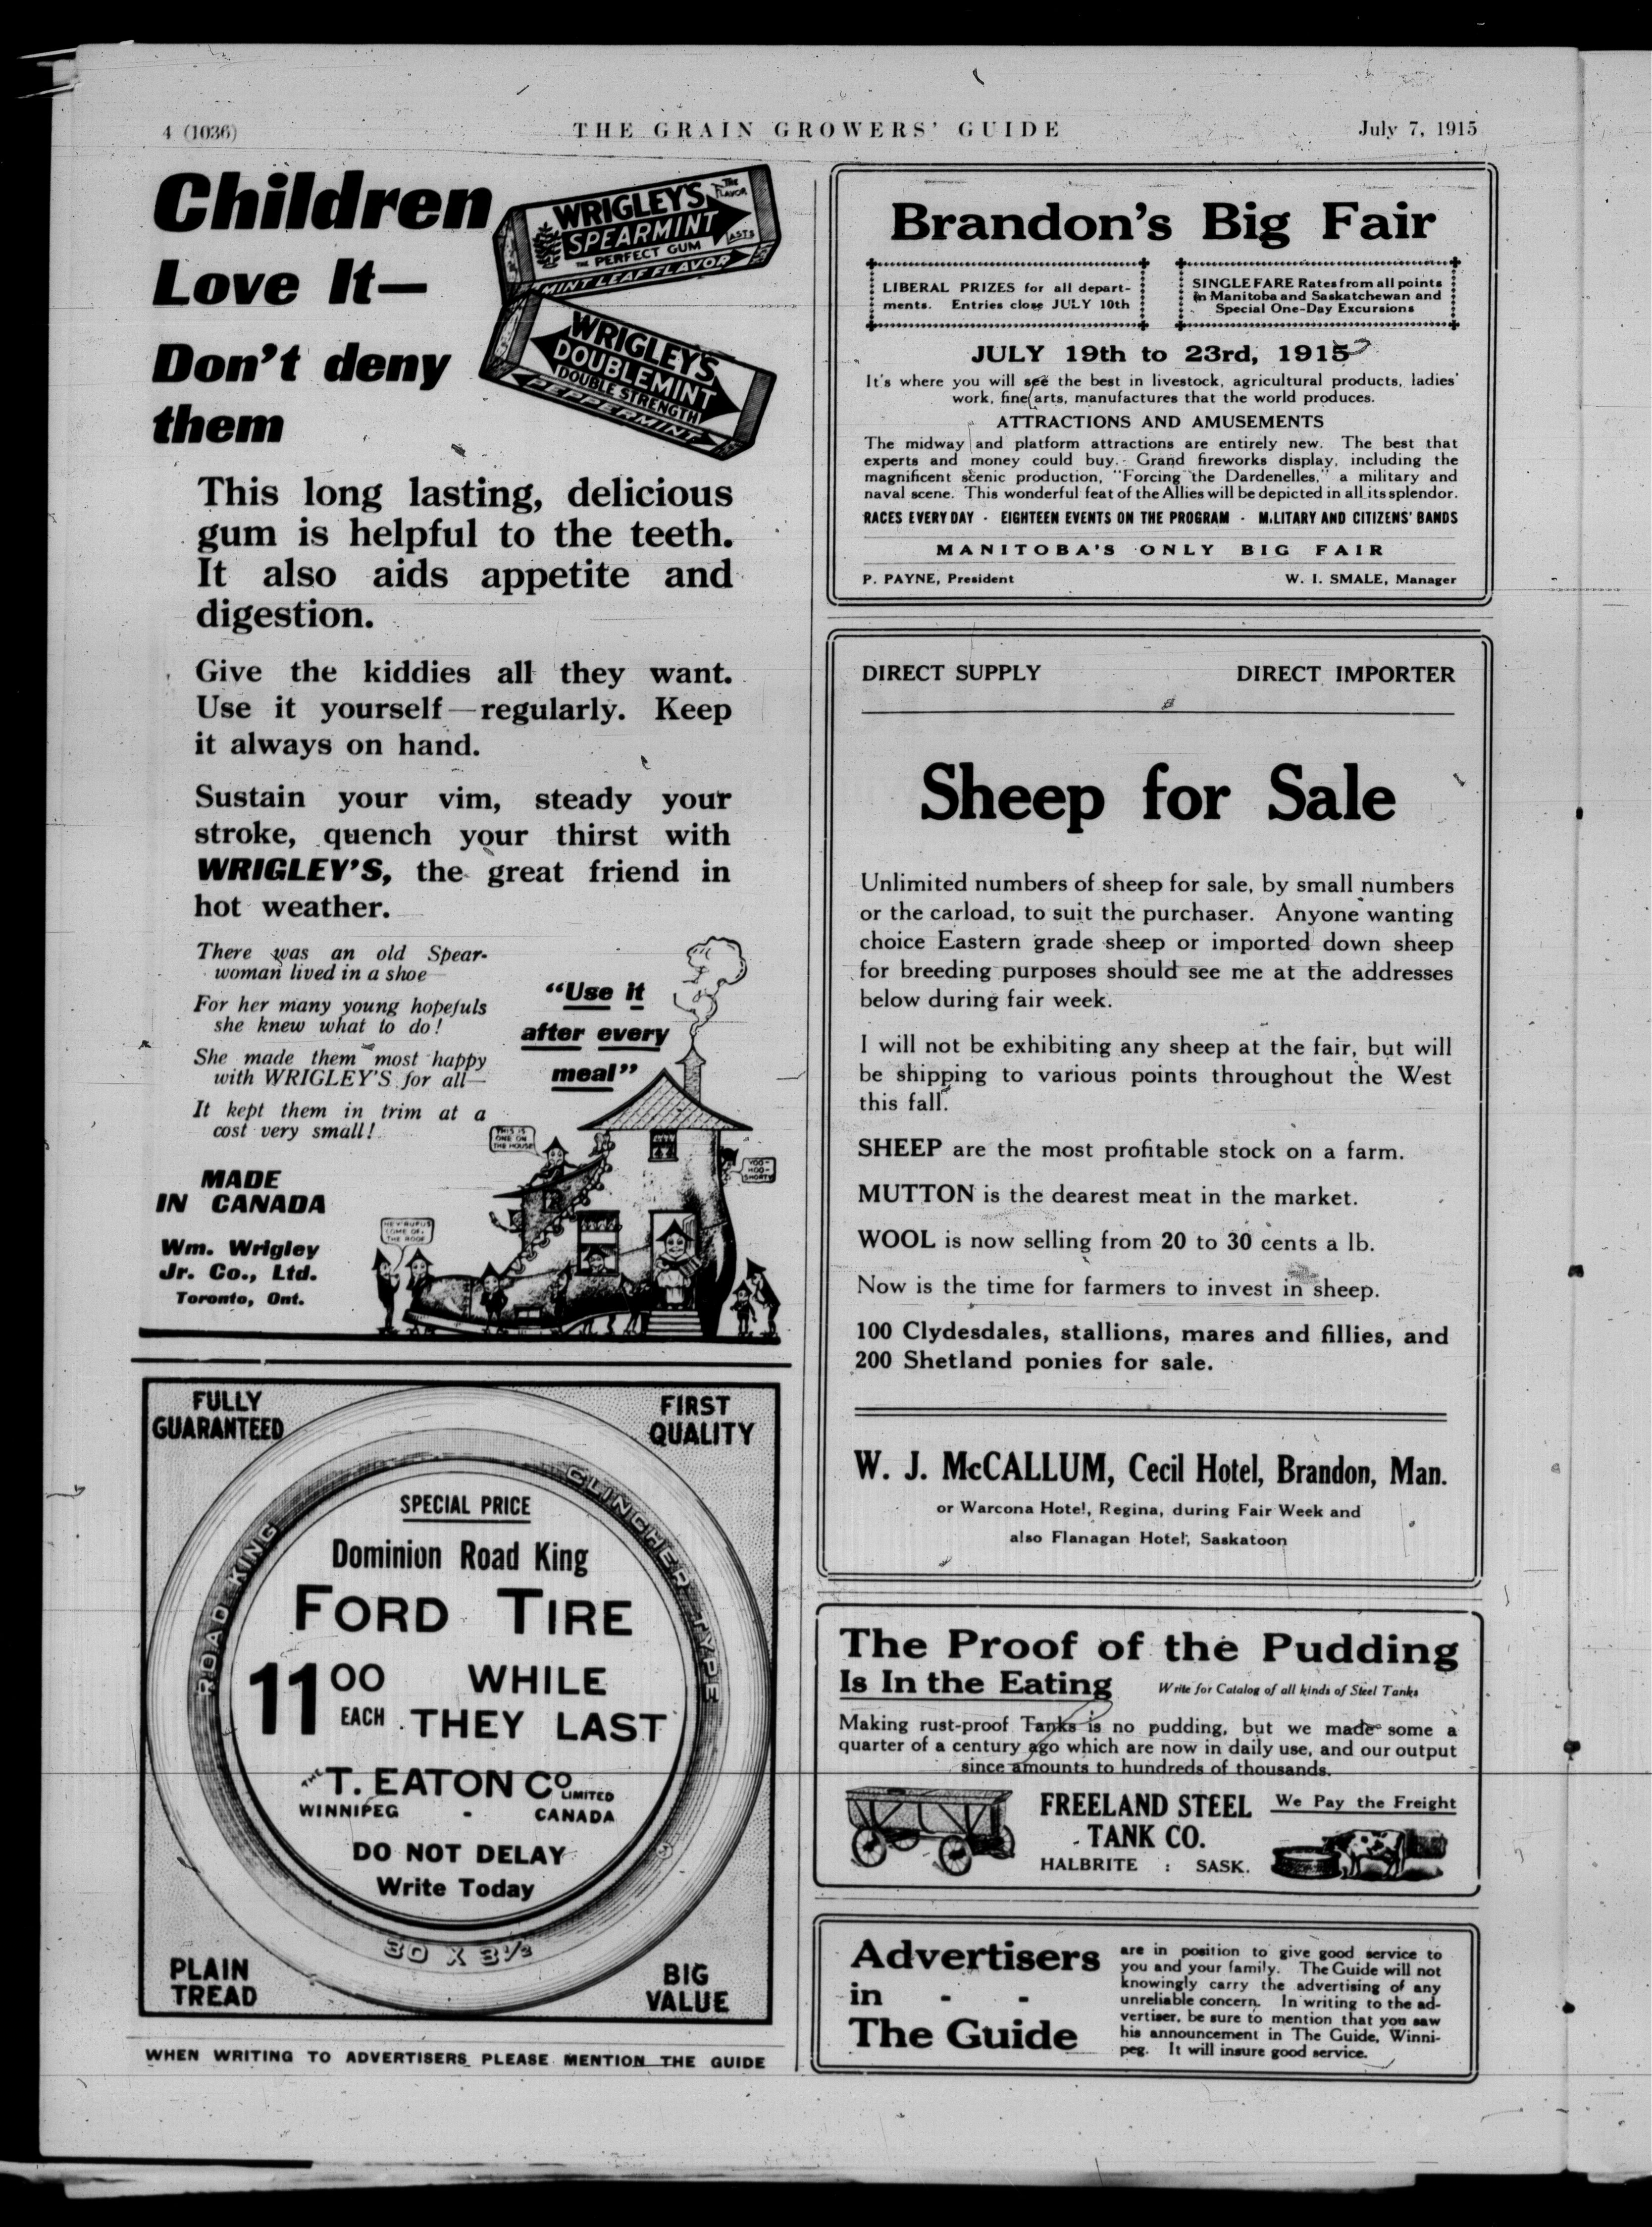 4 (1036)
THE GRAIN GROWERS' GUIDE
July 7, 1915
Children
Love It—
Don't deny
them
WRIGLEY'S
SPEARMINT
THE PERFECT GUM
MINT LEAF FLAVOR
THE FLAVOR
LASTS
WRIGLEY'S
DOUBLEMINT
DOUBLE STRENGTH
PEPPERMINT
This long lasting, delicious
gum is helpful to the teeth.
It also aids appetite and
digestion.
Give the kiddies all they want.
Use it yourself—regularly. Keep
it always on hand.
Sustain your vim, steady your
stroke, quench your thirst with
WRIGLEY'S, the great friend in
hot weather.
There was an old Spear-
woman lived in a shoe
For her many young hopefuls
she knew what to do!
She made them most happy
with WRIGLEY'S for all—
It kept them in trim at a
cost very small!
"Use it
after every
meal"
THIS IS
ONE ON
THE HOUSE
YOO-
HOO-
SHORTY
HEY RUFUS
COME OFF
THE ROOF
MADE
IN CANADA
Wm. Wrigley
Jr. Co., Ltd.
Toronto, Ont.
FULLY
GUARANTEED
FIRST
QUALITY
ROAD KING
CLINCHER TYPE
SPECIAL PRICE
Dominion Road King
FORD TIRE
11 00 EACH
WHILE
THEY LAST
THE T. EATON CO LIMITED
WINNIPEG - CANADA
DO NOT DELAY
Write Today
30 X 3½
PLAIN
TREAD
BIG
VALUE
WHEN WRITING TO ADVERTISERS PLEASE MENTION THE GUIDE
Brandon's Big Fair
LIBERAL PRIZES for all depart-
ments. Entries close JULY 10th
SINGLE FARE Rates from all points
in Manitoba and Saskatchewan and
Special One-Day Excursions
JULY 19th to 23rd, 1915
It's where you will see the best in livestock, agricultural products, ladies'
work, fine arts, manufactures that the world produces.
ATTRACTIONS AND AMUSEMENTS
The midway and platform attractions are entirely new. The best that
experts and money could buy. Grand fireworks display, including the
magnificent scenic production, "Forcing the Dardenelles," a military and
naval scene. This wonderful feat of the Allies will be depicted in all its splendor.
RACES EVERY DAY - EIGHTEEN EVENTS ON THE PROGRAM - MILITARY AND CITIZENS' BANDS
MANITOBA'S ONLY BIG FAIR
P. PAYNE, President
W. I. SMALE, Manager
DIRECT SUPPLY
DIRECT IMPORTER
Sheep for Sale
Unlimited numbers of sheep for sale, by small numbers
or the carload, to suit the purchaser. Anyone wanting
choice Eastern grade sheep or imported down sheep
for breeding purposes should see me at the addresses
below during fair week.
I will not be exhibiting any sheep at the fair, but will
be shipping to various points throughout the West
this fall.
SHEEP are the most profitable stock on a farm.
MUTTON is the dearest meat in the market.
WOOL is now selling from 20 to 30 cents a lb.
Now is the time for farmers to invest in sheep.
100 Clydesdales, stallions, mares and fillies, and
200 Shetland ponies for sale.
W. J. McCALLUM, Cecil Hotel, Brandon, Man.
or Warcona Hotel, Regina, during Fair Week and
also Flanagan Hotel, Saskatoon
The Proof of the Pudding
Is In the Eating
Write for Catalog of all kinds of Steel Tanks
Making rust-proof Tanks is no pudding, but we made some a
quarter of a century ago which are now in daily use, and our output
since amounts to hundreds of thousands.
FREELAND STEEL
TANK CO.
HALBRITE : SASK.
We Pay the Freight
Advertisers
in - -
The Guide
are in position to give good service to
you and your family. The Guide will not
knowingly carry the advertising of any
unreliable concern. In writing to the ad-
vertiser, be sure to mention that you saw
his announcement in The Guide, Winni-
peg. It will insure good service.